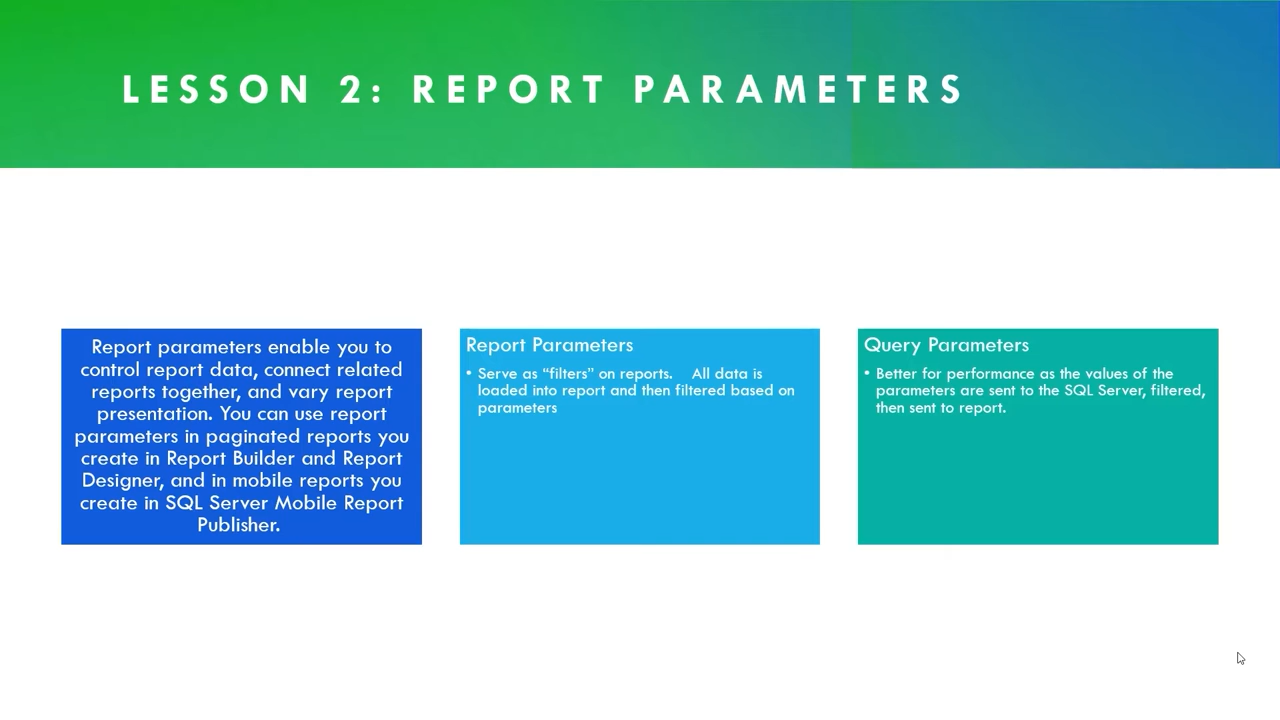 LESSON 2: REPORT PARAMETERS
Report parameters enable you to
control report data, connect related
reports together, and vary report
presentation. You can use report
parameters in paginated reports you
create in Report Builder and Report
Designer, and in mobile reports you
create in SQL Server Mobile Report
Publisher.
Report Parameters
• Serve as “filters” on reports. All data is
loaded into report and then filtered based on
parameters
Query Parameters
• Better for performance as the values of the
parameters are sent to the SQL Server, filtered,
then sent to report.